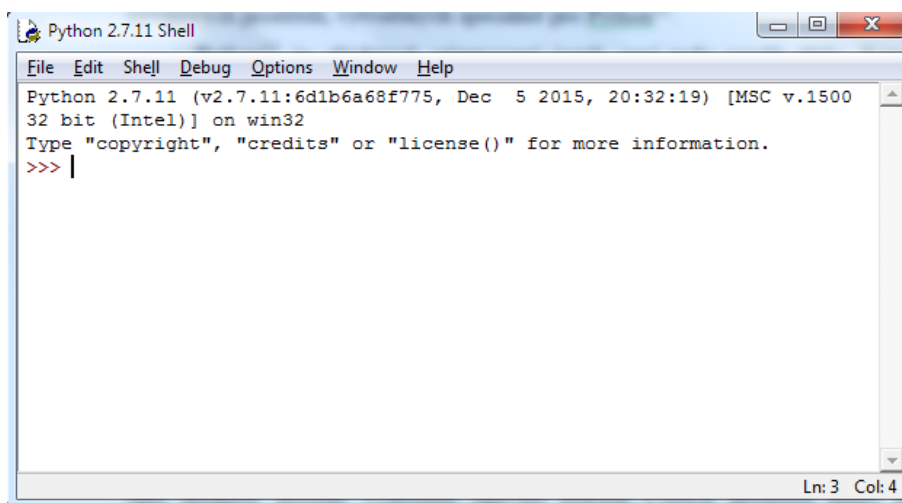 Python 2.7.11 Shell
File Edit Shell Debug Options Window Help
Python 2.7.11 (v2.7.11:6d1b6a68f775, Dec  5 2015, 20:32:19) [MSC v.1500
32 bit (Intel)] on win32
Type "copyright", "credits" or "license()" for more information.
>>>
Ln: 3 Col: 4